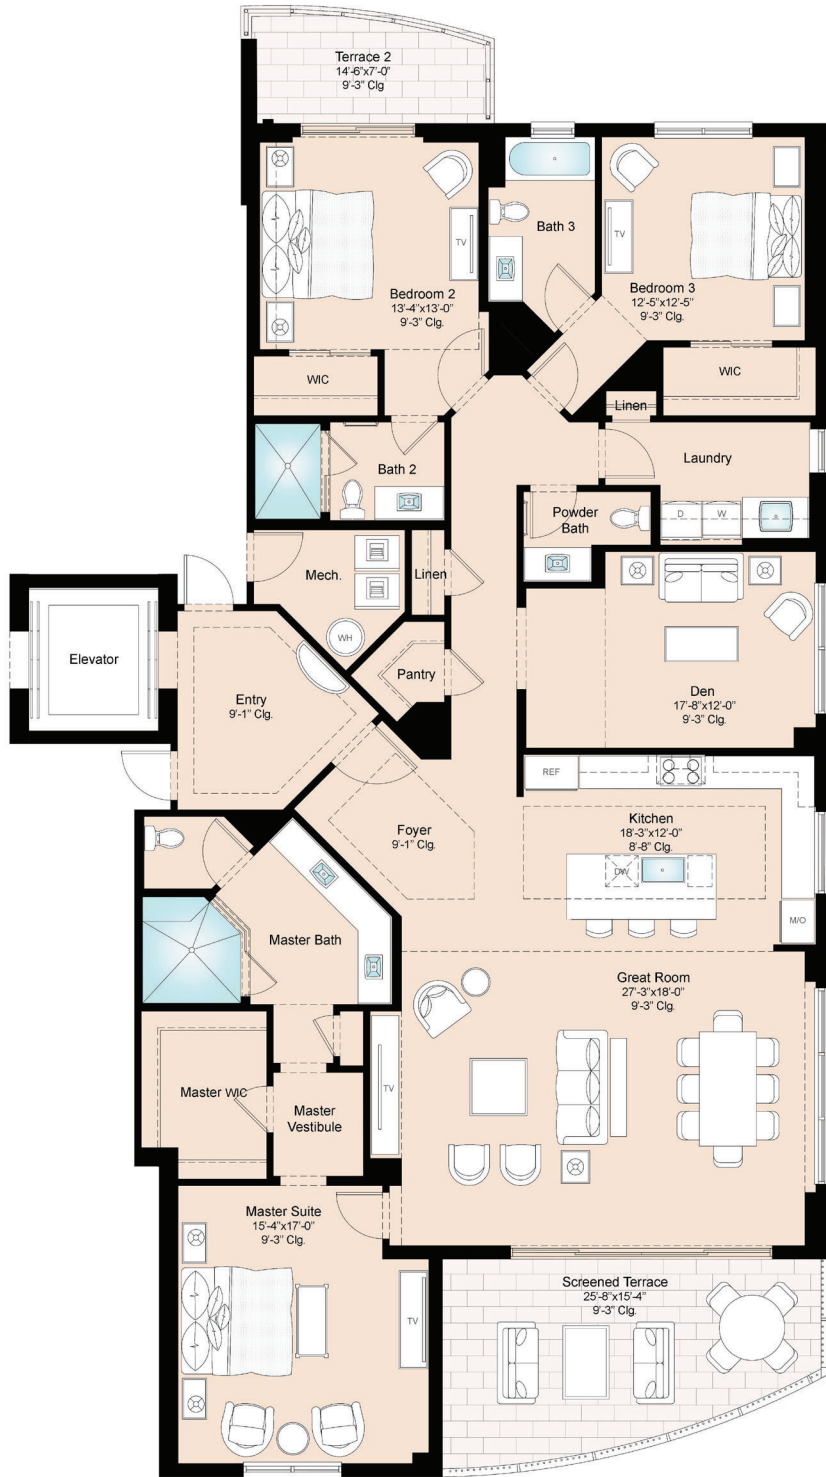 Terrace 2
14'-6"x7'-0"
9'-3" Clg
Bath 3
TV
TV
Bedroom 2
13'-4"x13'-0"
9'-3" Clg.
Bedroom 3
12'-5"x12'-5"
9'-3" Clg.
WIC
WIC
Linen
Laundry
Bath 2
Powder
Bath
D
W
Mech.
Linen
WH
Elevator
Pantry
Entry
9'-1" Clg.
Den
17'-8"x12'-0"
9'-3" Clg.
REF
Kitchen
18'-3"x12'-0"
8'-8" Clg.
Foyer
9'-1" Clg.
DW
M/O
Master Bath
Great Room
27'-3"x18'-0"
9'-3" Clg.
TV
Master WIC
Master
Vestibule
Master Suite
15'-4"x17'-0"
9'-3" Clg.
TV
Screened Terrace
25'-8"x15'-4"
9'-3" Clg.